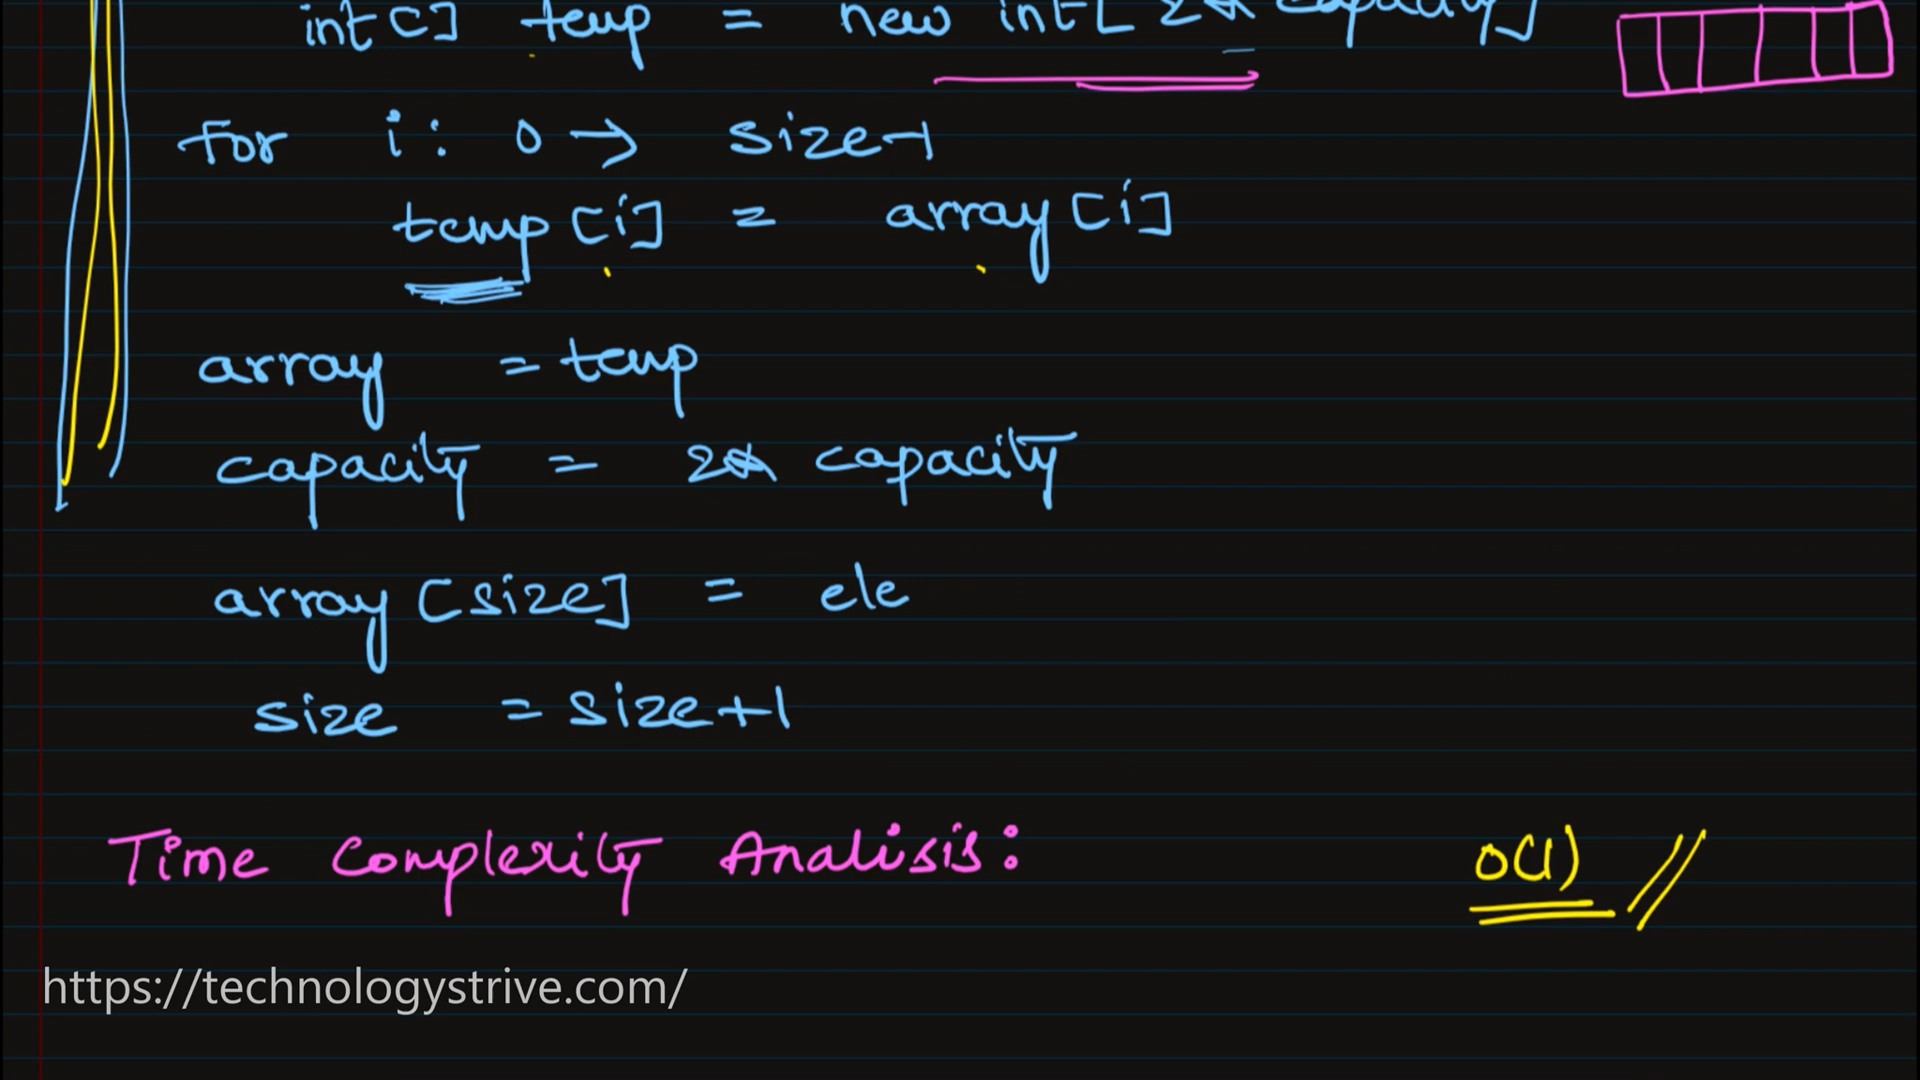 int[] temp = new int[2* capacity]
for i: 0 → size-1
temp[i] = array[i]
array = temp
capacity = 2* capacity
array[size] = ele
size = size+1
Time Complexity Analisis:
O(1)
https://technologystrive.com/